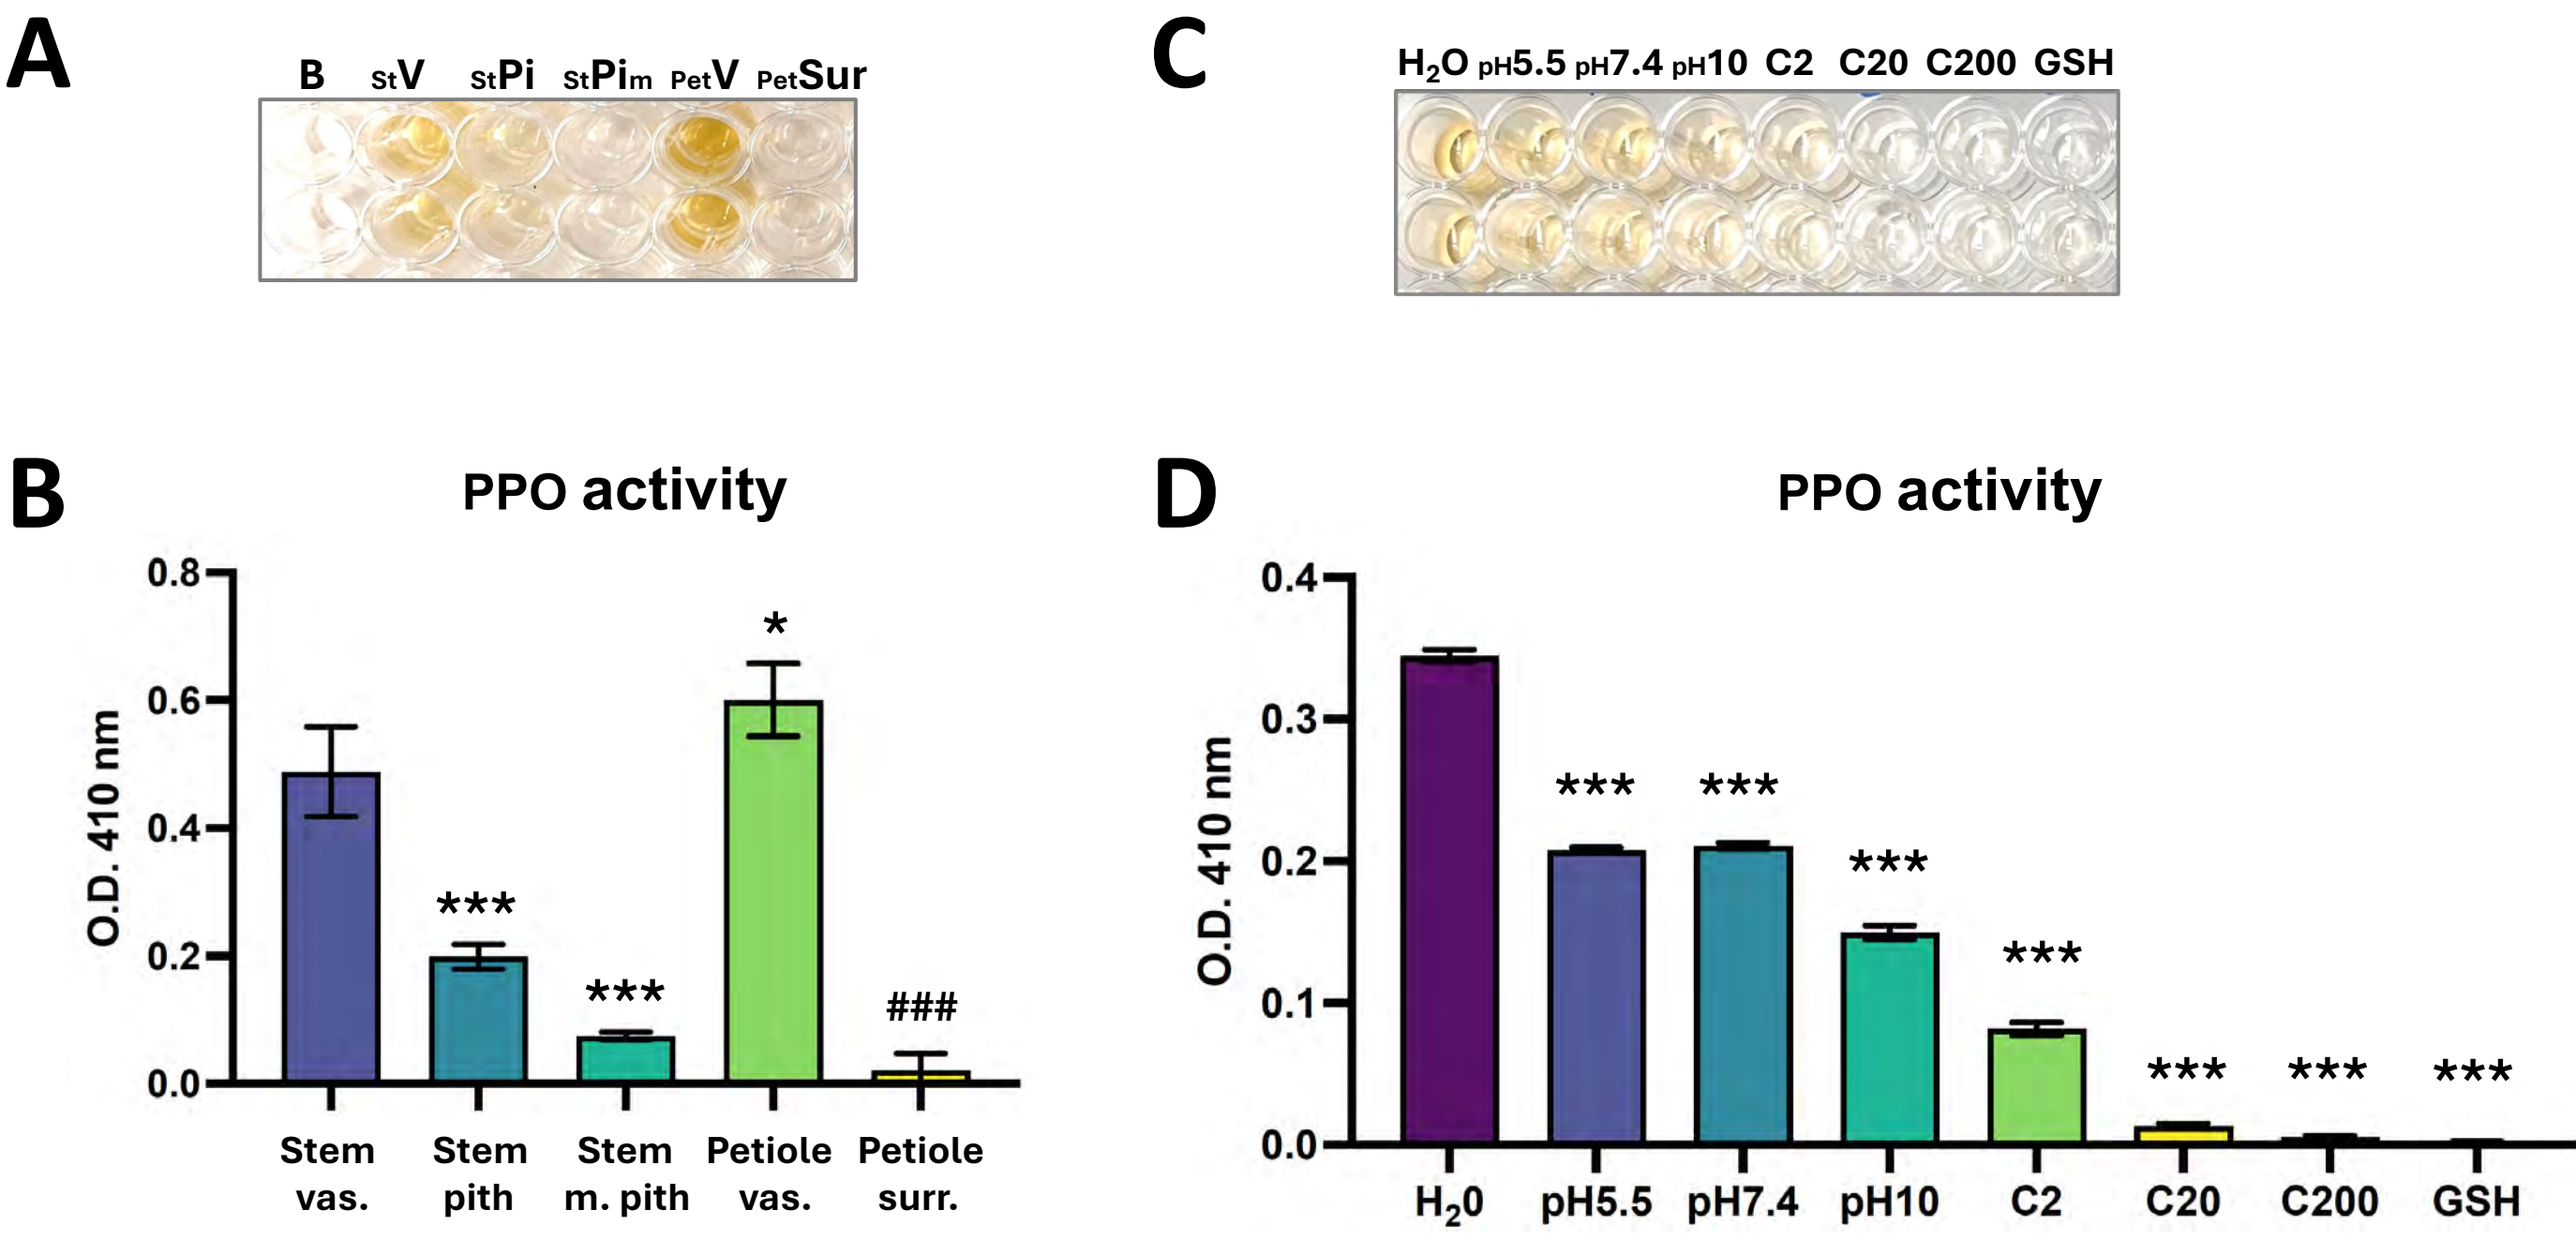 A
B StV StPi StPim PetV PetSur
C
H₂O pH5.5 pH7.4 pH10 C2 C20 C200 GSH
B
PPO activity
O.D. 410 nm
0.8
0.6
0.4
0.2
0.0
*
***
***
###
Stem vas.
Stem pith
Stem m. pith
Petiole vas.
Petiole surr.
D
PPO activity
O.D. 410 nm
0.4
0.3
0.2
0.1
0.0
*** *** *** *** *** *** ***
H₂0 pH5.5 pH7.4 pH10 C2 C20 C200 GSH